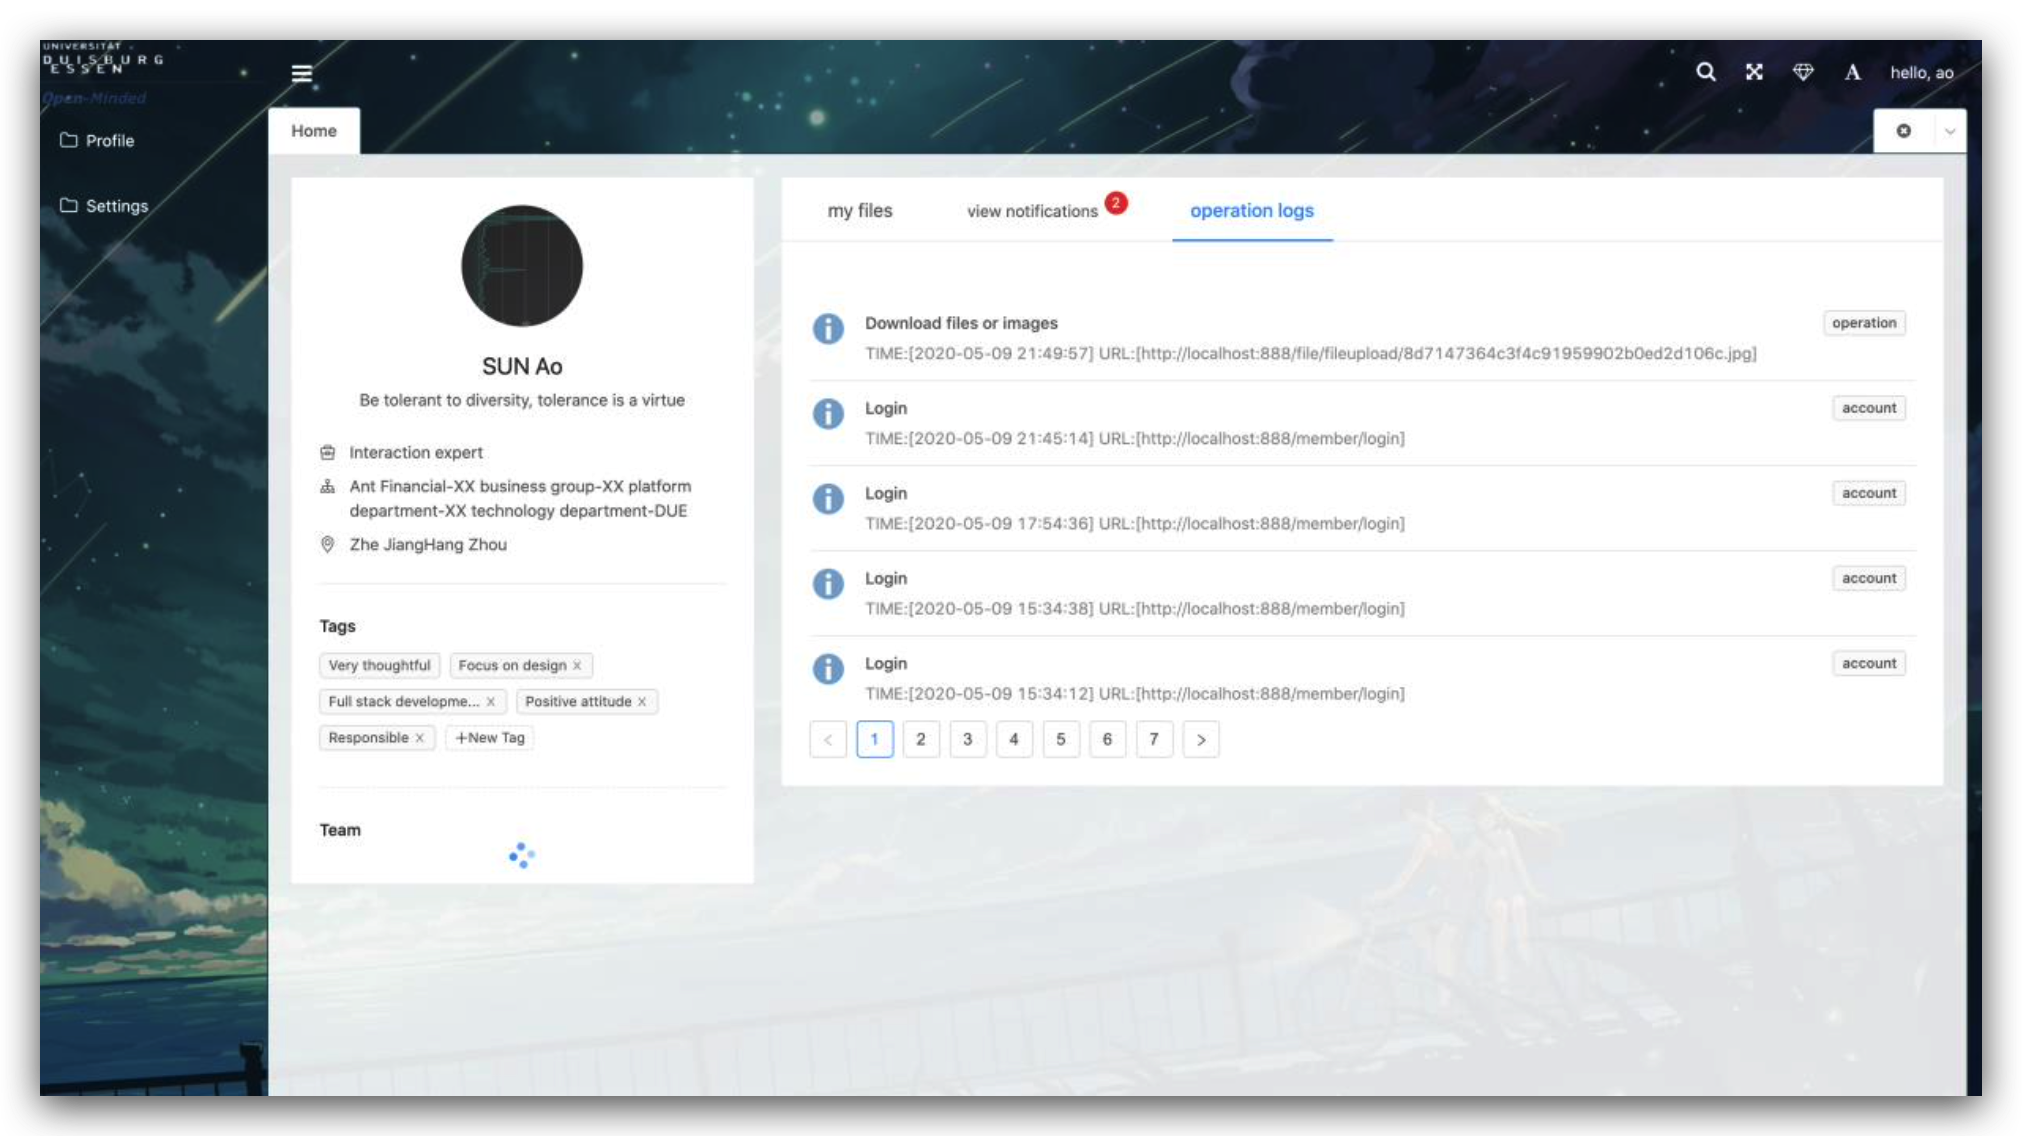 UNIVERSITÄT
DUISBURG
ESSEN
Open-Minded
Profile
Settings
hello, ao
Home
SUN Ao
Be tolerant to diversity, tolerance is a virtue
Interaction expert
Ant Financial-XX business group-XX platform
department-XX technology department-DUE
Zhe JiangHang Zhou
Tags
Very thoughtful
Focus on design ×
Full stack developme... ×
Positive attitude ×
Responsible ×
+New Tag
Team
my files
view notifications 2
operation logs
Download files or images
operation
TIME:[2020-05-09 21:49:57] URL:[http://localhost:888/file/fileupload/8d7147364c3f4c91959902b0ed2d106c.jpg]
Login
account
TIME:[2020-05-09 21:45:14] URL:[http://localhost:888/member/login]
Login
account
TIME:[2020-05-09 17:54:36] URL:[http://localhost:888/member/login]
Login
account
TIME:[2020-05-09 15:34:38] URL:[http://localhost:888/member/login]
Login
account
TIME:[2020-05-09 15:34:12] URL:[http://localhost:888/member/login]
< 1 2 3 4 5 6 7 >